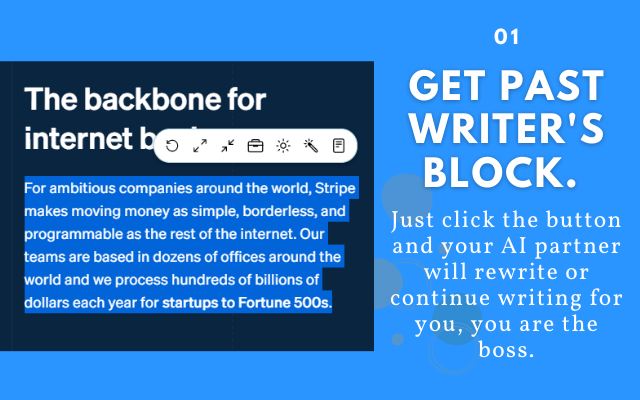 The backbone for
internet b
For ambitious companies around the world, Stripe
makes moving money as simple, borderless, and
programmable as the rest of the internet. Our
teams are based in dozens of offices around the
world and we process hundreds of billions of
dollars each year for startups to Fortune 500s.
01
GET PAST
WRITER'S
BLOCK.
Just click the button
and your AI partner
will rewrite or
continue writing for
you, you are the
boss.